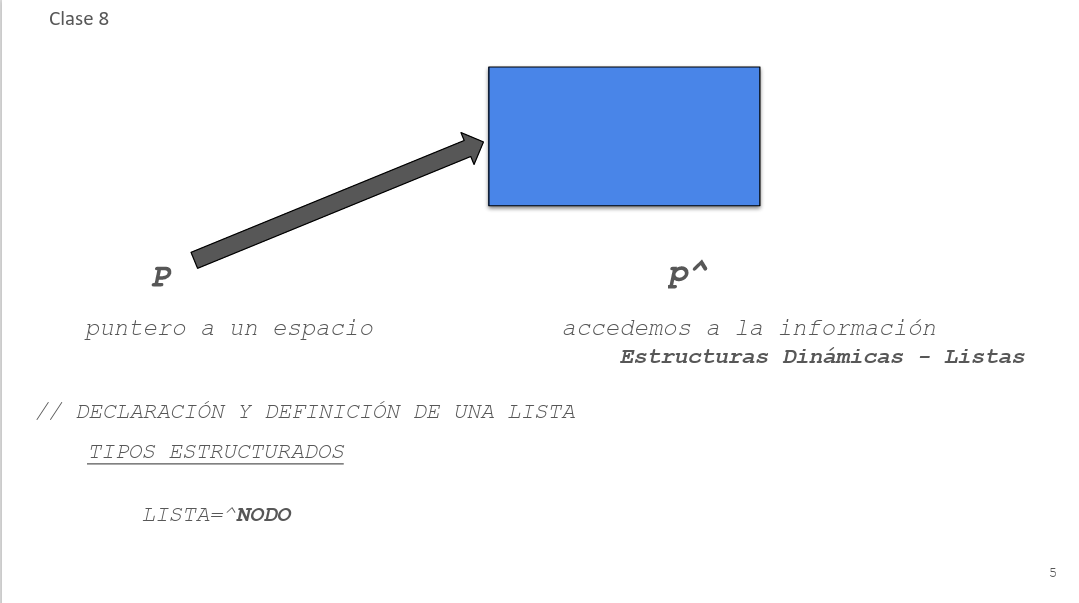 Clase 8
P
p^
puntero a un espacio
accedemos a la información
Estructuras Dinámicas - Listas
// DECLARACIÓN Y DEFINICIÓN DE UNA LISTA
TIPOS ESTRUCTURADOS
LISTA=^NODO
5